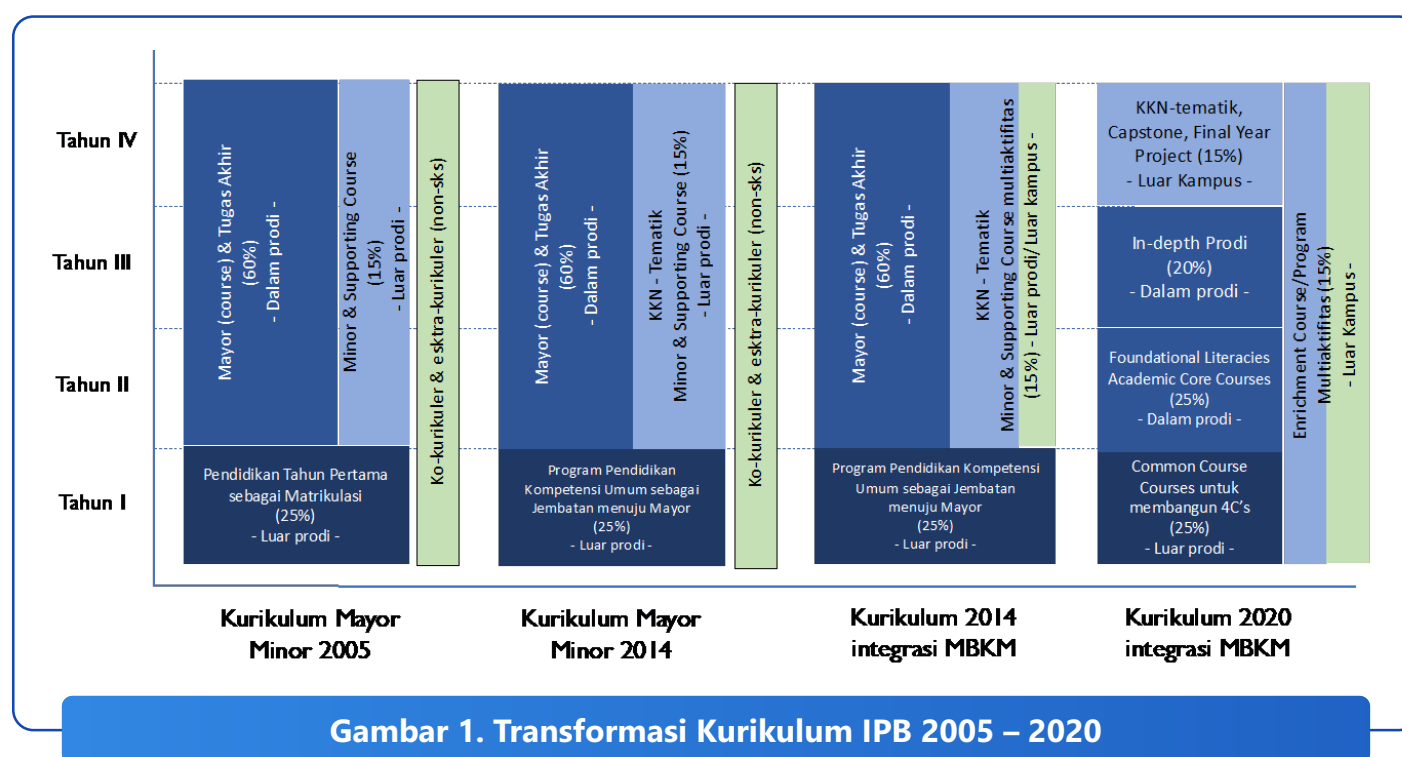 Tahun IV
Tahun III
Tahun II
Tahun I
Mayor (course) & Tugas Akhir
(60%)
- Dalam prodi -
Minor & Supporting Course
(15%)
- Luar prodi -
Pendidikan Tahun Pertama
sebagai Matrikulasi
(25%)
- Luar prodi -
Ko-kurikuler & esktra-kurikuler (non-sks)
Kurikulum Mayor
Minor 2005
Mayor (course) & Tugas Akhir
(60%)
- Dalam prodi -
KKN - Tematik
Minor & Supporting Course (15%)
- Luar prodi -
Program Pendidikan
Kompetensi Umum sebagai
Jembatan menuju Mayor
(25%)
- Luar prodi -
Ko-kurikuler & esktra-kurikuler (non-sks)
Kurikulum Mayor
Minor 2014
Mayor (course) & Tugas Akhir
(60%)
- Dalam prodi -
KKN - Tematik
Minor & Supporting Course multiaktifitas
(15%) - Luar prodi/Luar kampus -
Program Pendidikan Kompetensi
Umum sebagai Jembatan
menuju Mayor
(25%)
- Luar prodi -
Kurikulum 2014
integrasi MBKM
KKN-tematik,
Capstone, Final Year
Project (15%)
- Luar Kampus -
In-depth Prodi
(20%)
- Dalam prodi -
Foundational Literacies
Academic Core Courses
(25%)
- Dalam prodi -
Common Course
Courses untuk
membangun 4C's
(25%)
- Luar prodi -
Enrichment Course/Program
Multiaktifitas (15%)
- Luar Kampus -
Kurikulum 2020
integrasi MBKM
Gambar 1. Transformasi Kurikulum IPB 2005 – 2020